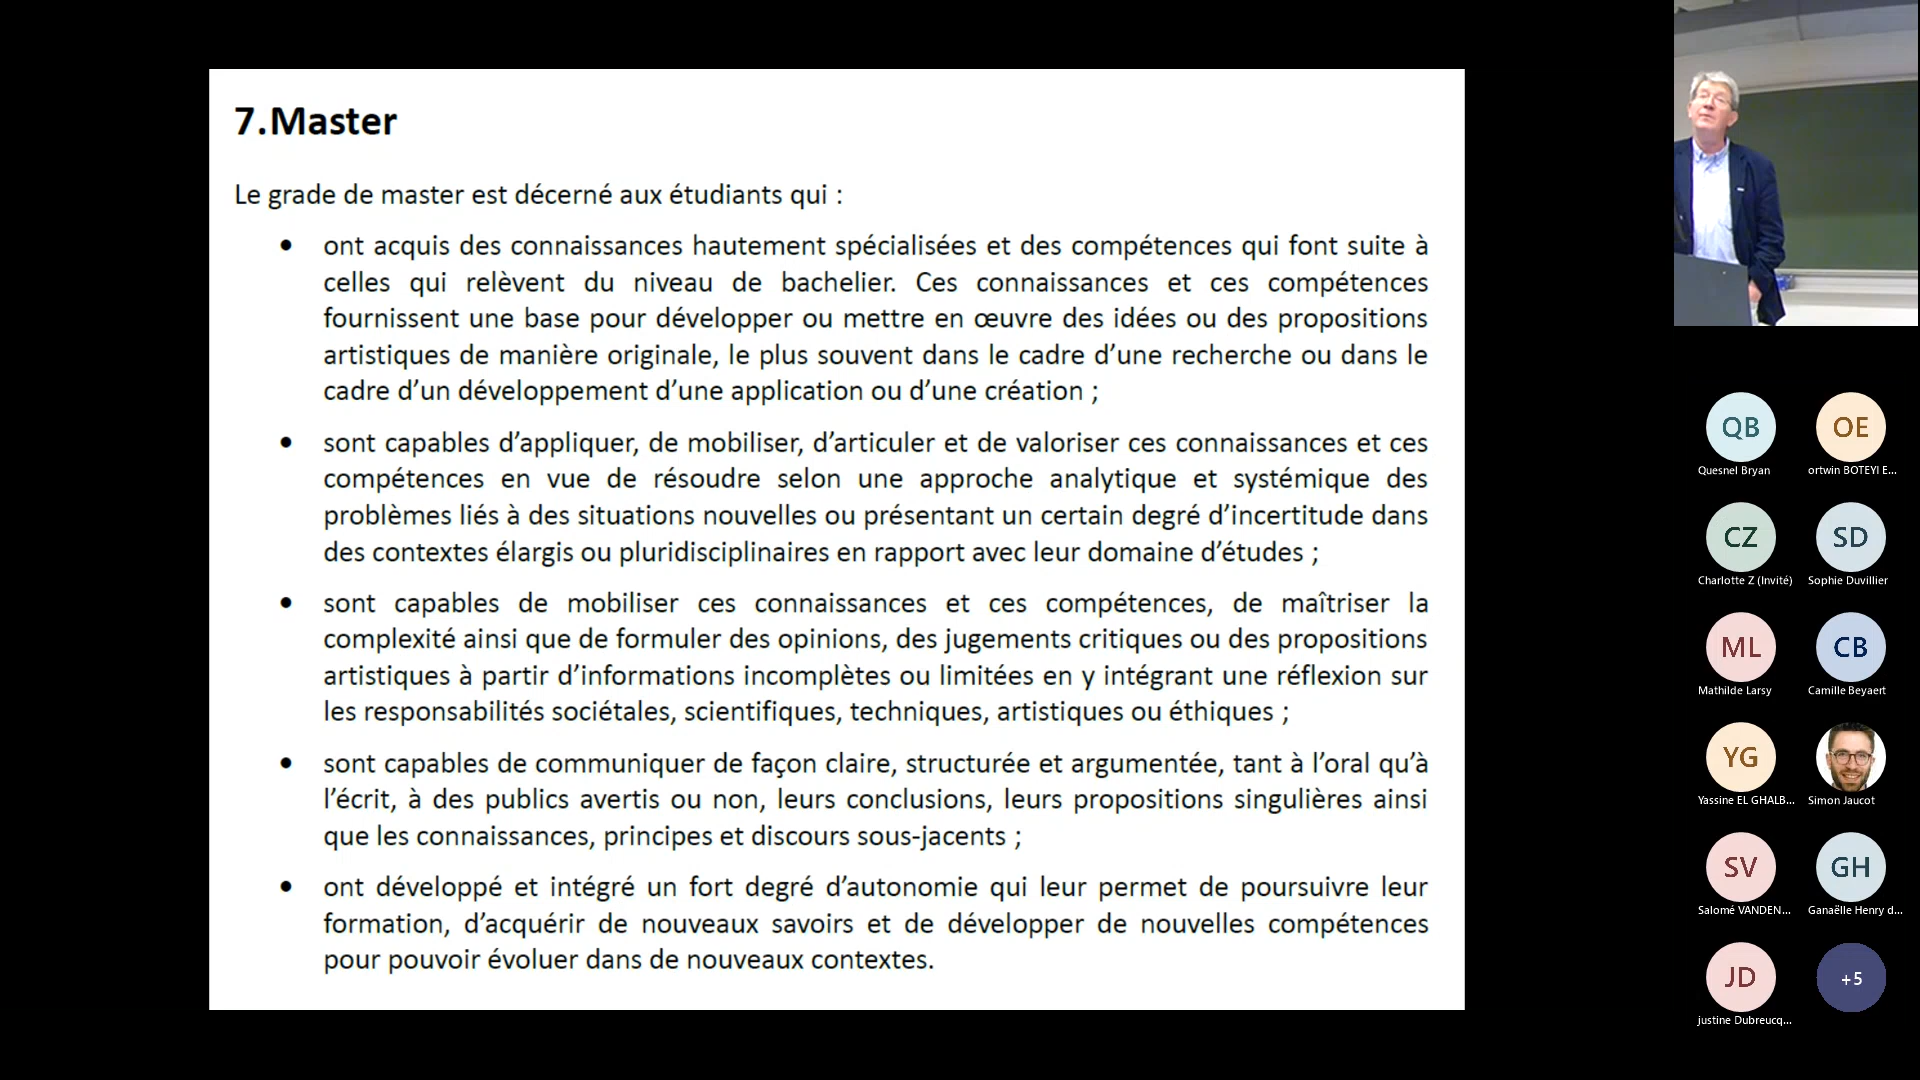 7.Master
Le grade de master est décerné aux étudiants qui :
• ont acquis des connaissances hautement spécialisées et des compétences qui font suite à
celles qui relèvent du niveau de bachelier. Ces connaissances et ces compétences
fournissent une base pour développer ou mettre en œuvre des idées ou des propositions
artistiques de manière originale, le plus souvent dans le cadre d’une recherche ou dans le
cadre d’un développement d’une application ou d’une création ;
• sont capables d’appliquer, de mobiliser, d’articuler et de valoriser ces connaissances et ces
compétences en vue de résoudre selon une approche analytique et systémique des
problèmes liés à des situations nouvelles ou présentant un certain degré d’incertitude dans
des contextes élargis ou pluridisciplinaires en rapport avec leur domaine d’études ;
• sont capables de mobiliser ces connaissances et ces compétences, de maîtriser la
complexité ainsi que de formuler des opinions, des jugements critiques ou des propositions
artistiques à partir d’informations incomplètes ou limitées en y intégrant une réflexion sur
les responsabilités sociétales, scientifiques, techniques, artistiques ou éthiques ;
• sont capables de communiquer de façon claire, structurée et argumentée, tant à l’oral qu’à
l’écrit, à des publics avertis ou non, leurs conclusions, leurs propositions singulières ainsi
que les connaissances, principes et discours sous-jacents ;
• ont développé et intégré un fort degré d’autonomie qui leur permet de poursuivre leur
formation, d’acquérir de nouveaux savoirs et de développer de nouvelles compétences
pour pouvoir évoluer dans de nouveaux contextes.
QB OE
Quesnel Bryan ortwin BOTEYI E...
CZ SD
Charlotte Z (Invité) Sophie Duvillier
ML CB
Mathilde Larsy Camille Beyaert
YG
Yassine EL GHALB... Simon Jaucot
SV GH
Salomé VANDEN... Ganaëlle Henry d...
JD +5
justine Dubreucq...